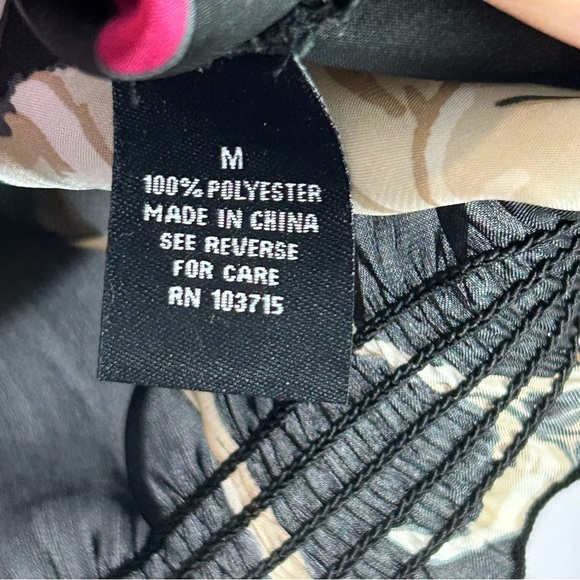 M
100% POLYESTER
MADE IN CHINA
SEE REVERSE
FOR CARE
RN 103715